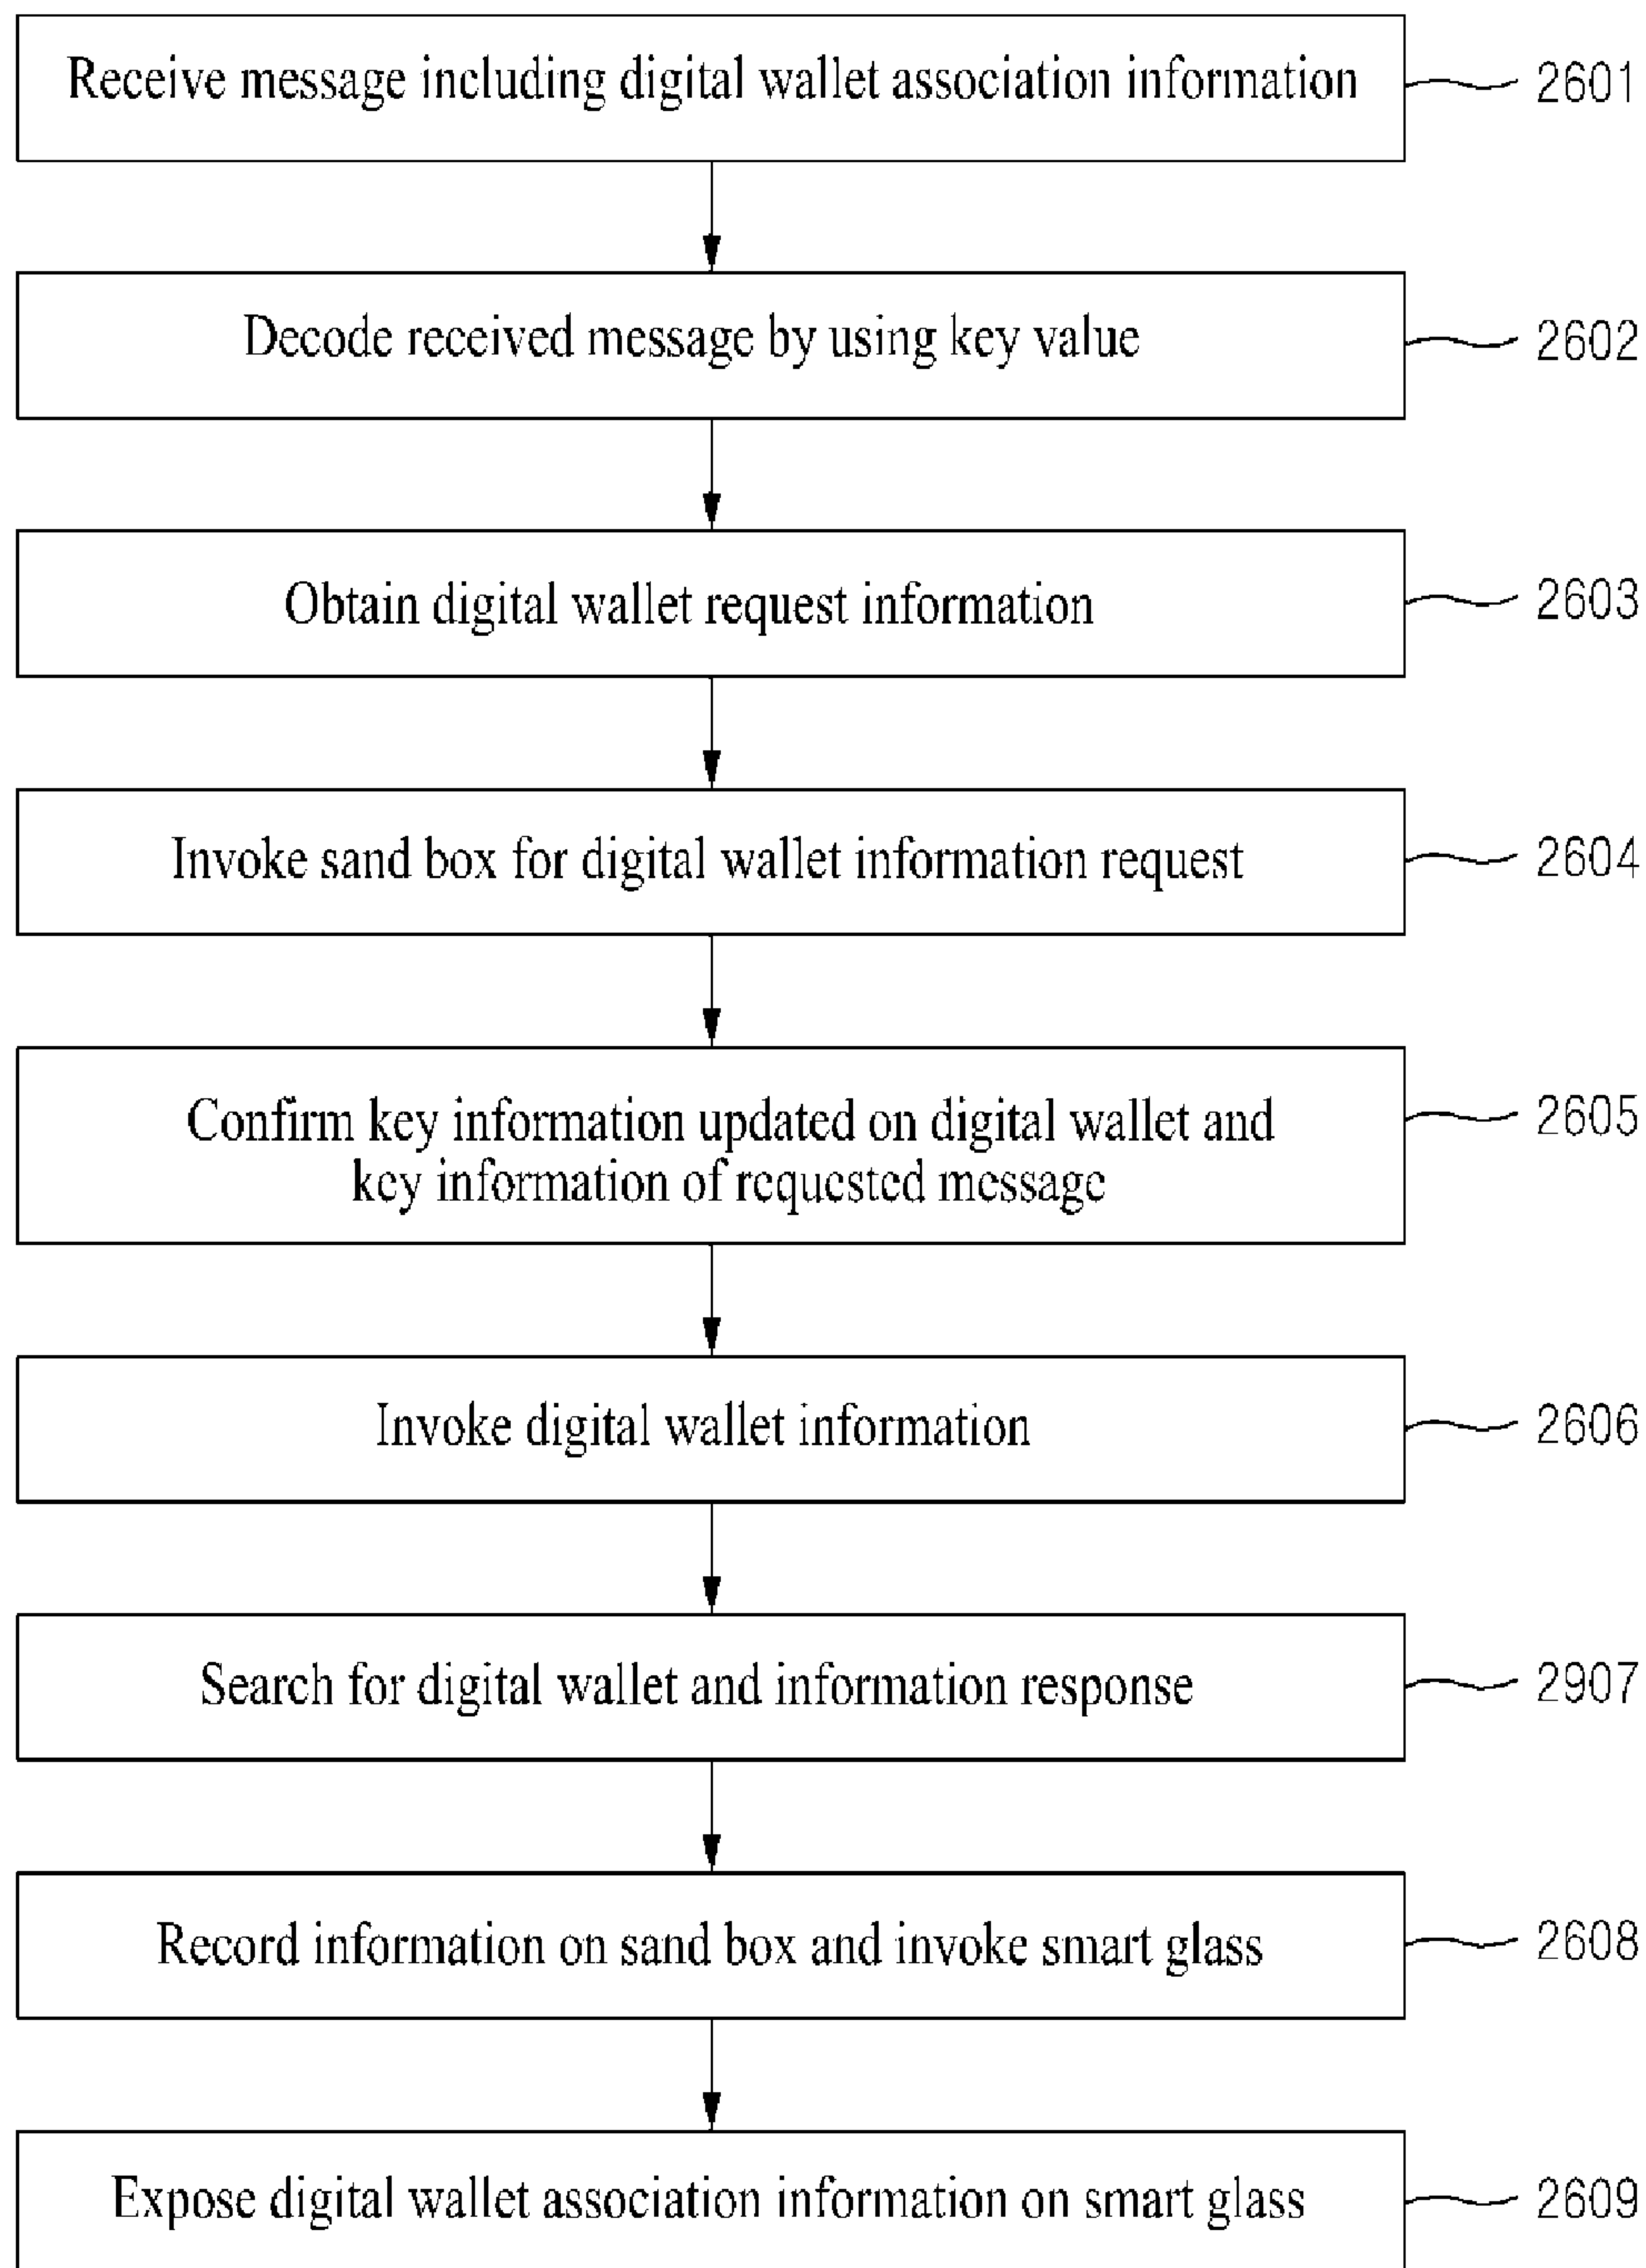 Receive message including digital wallet association information
2601
Decode received message by using key value
2602
Obtain digital wallet request information
2603
Invoke sand box for digital wallet information request
2604
Confirm key information updated on digital wallet and
key information of requested message
2605
Invoke digital wallet information
2606
Search for digital wallet and information response
2907
Record information on sand box and invoke smart glass
2608
Expose digital wallet association information on smart glass
2609